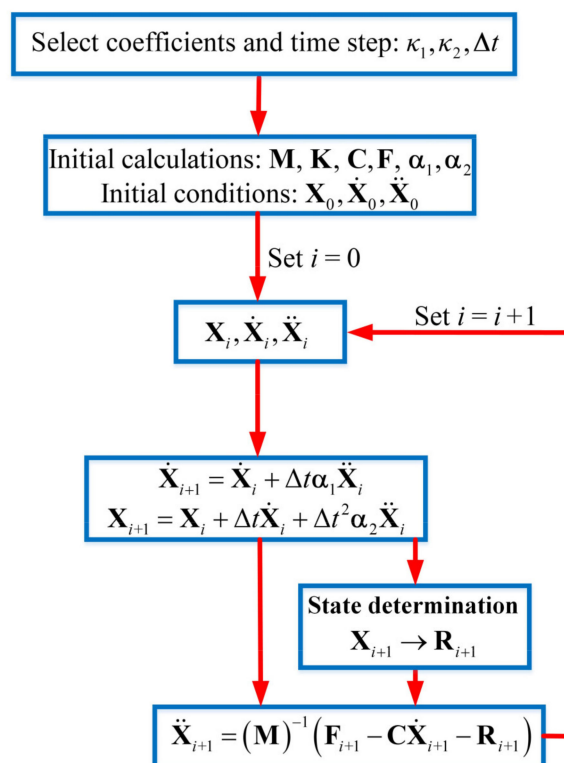 Select coefficients and time step: κ₁,κ₂,Δt
Initial calculations: M, K, C,F, α₁,α₂
Initial conditions: X₀,Ẋ₀,Ẍ₀
Set i = 0
Set i = i+1
Xᵢ,Ẋᵢ,Ẍᵢ
Ẋᵢ₊₁ = Ẋᵢ + Δtα₁Ẍᵢ
Xᵢ₊₁ = Xᵢ + ΔtẊᵢ + Δt²α₂Ẍᵢ
State determination
Xᵢ₊₁ → Rᵢ₊₁
Ẍᵢ₊₁ = (M)⁻¹(Fᵢ₊₁ − CẊᵢ₊₁ − Rᵢ₊₁)